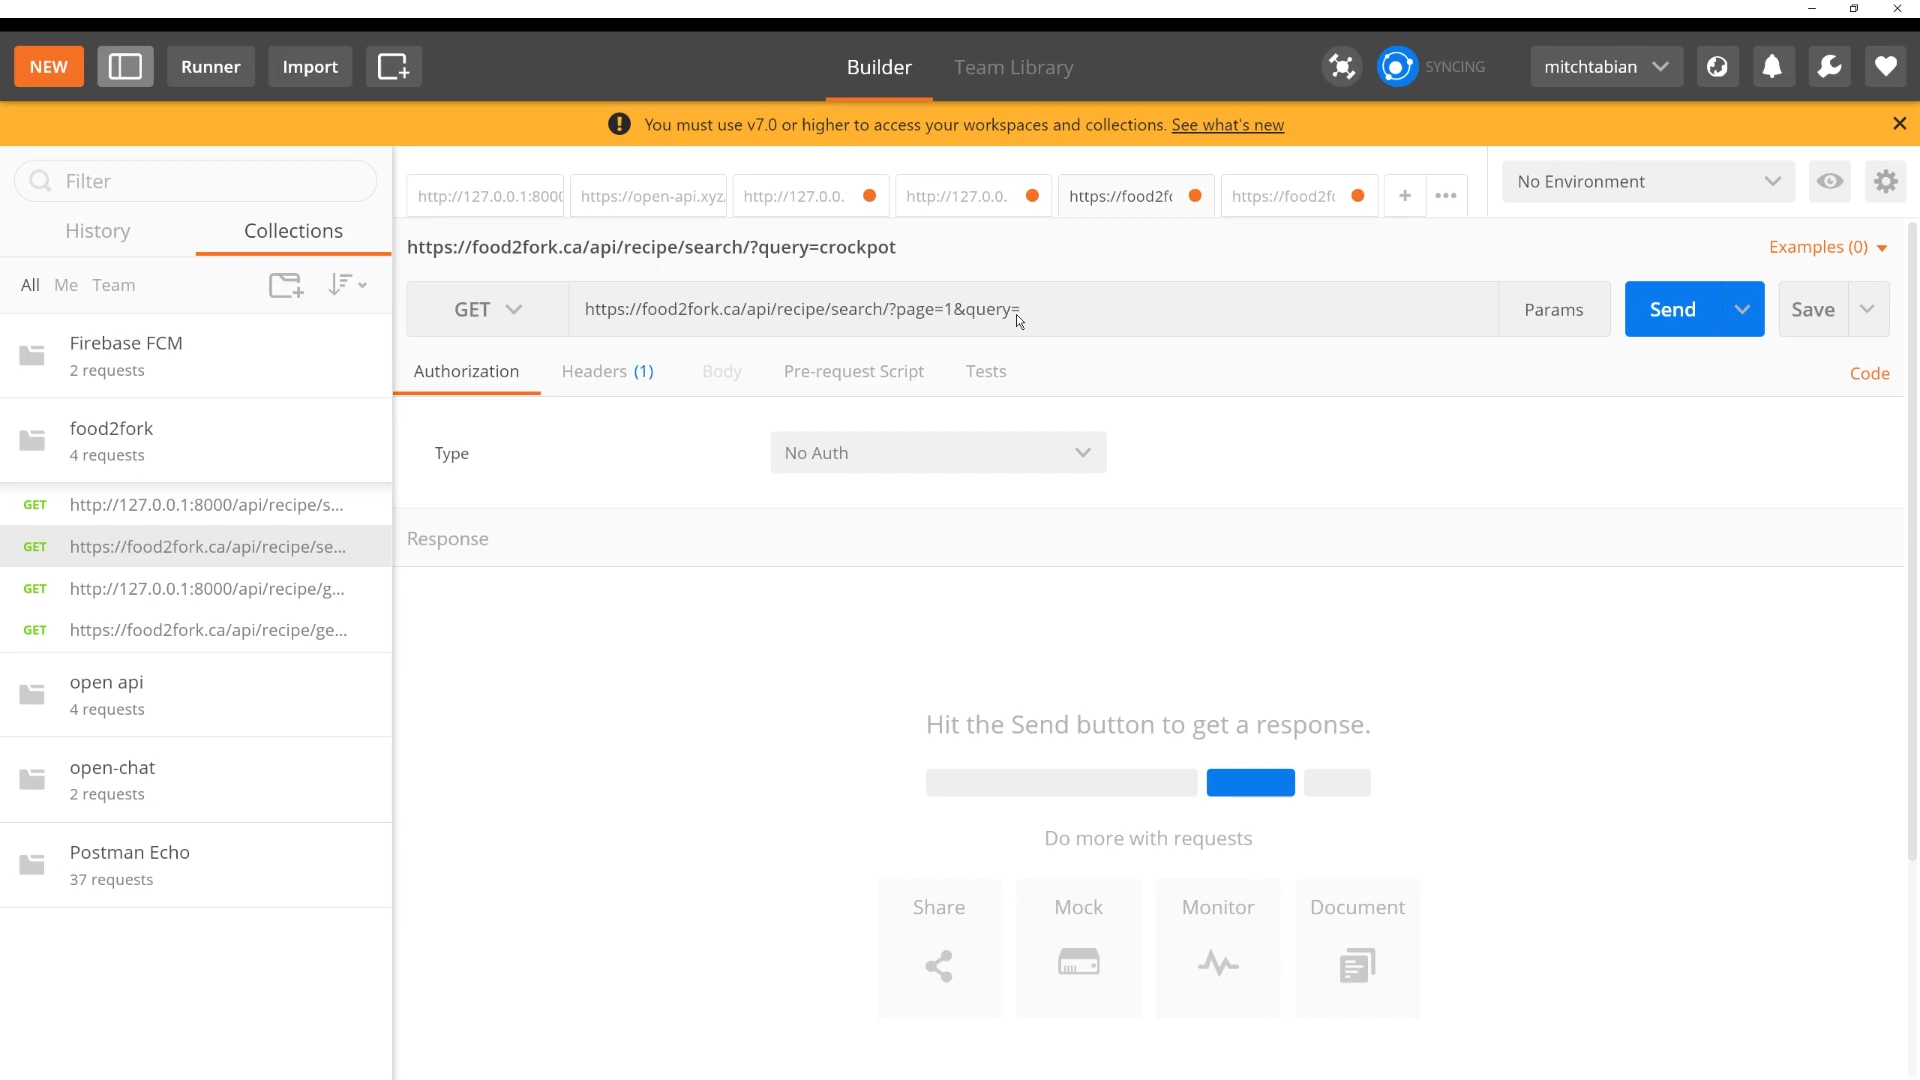 NEW
Runner
Import
Builder
Team Library
SYNCING
mitchtabian
You must use v7.0 or higher to access your workspaces and collections. See what's new
Filter
History
Collections
All Me Team
Firebase FCM
2 requests
food2fork
4 requests
GET http://127.0.0.1:8000/api/recipe/s...
GET https://food2fork.ca/api/recipe/se...
GET http://127.0.0.1:8000/api/recipe/g...
GET https://food2fork.ca/api/recipe/ge...
open api
4 requests
open-chat
2 requests
Postman Echo
37 requests
http://127.0.0.1:8000
https://open-api.xyz.
http://127.0.0.
http://127.0.0.
https://food2fo
https://food2fo
No Environment
https://food2fork.ca/api/recipe/search/?query=crockpot
Examples (0)
GET
https://food2fork.ca/api/recipe/search/?page=1&query=
Params
Send
Save
Authorization
Headers (1)
Body
Pre-request Script
Tests
Code
Type
No Auth
Response
Hit the Send button to get a response.
Do more with requests
Share
Mock
Monitor
Document